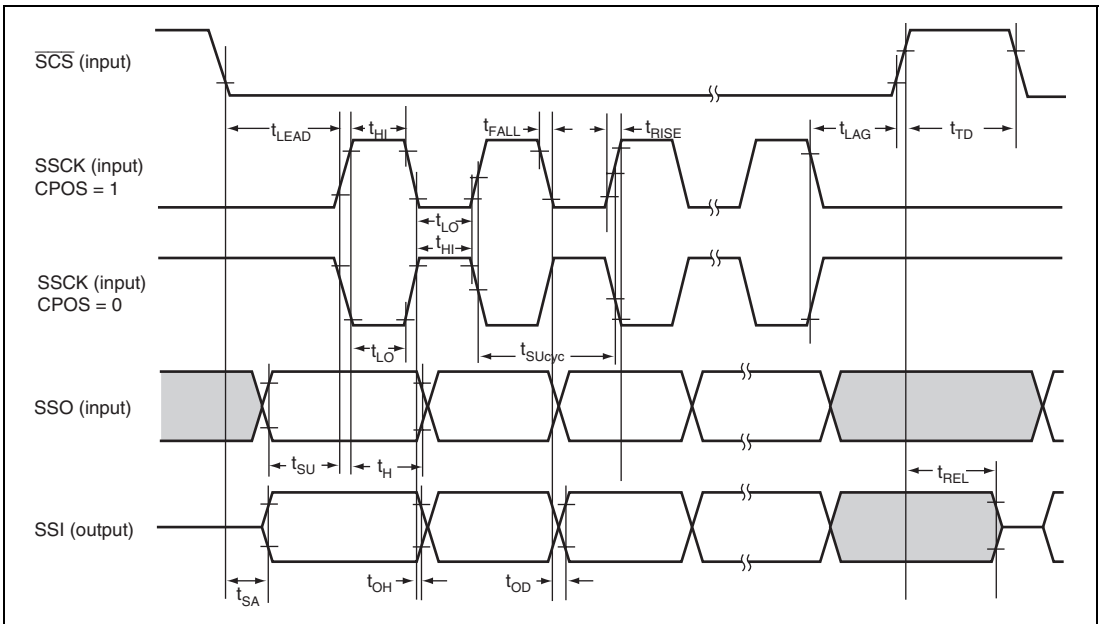 SCS (input)
tLEAD
tHI
tFALL
tRISE
tLAG
tTD
SSCK (input)
CPOS = 1
tLO
tHI
SSCK (input)
CPOS = 0
tLO
tSUcyc
SSO (input)
tSU
tH
tREL
SSI (output)
tSA
tOH
tOD